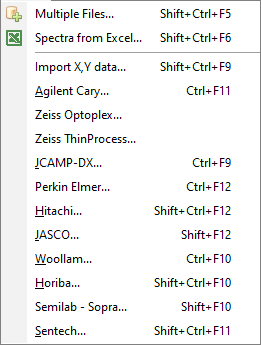 Multiple Files... Shift+Ctrl+F5
Spectra from Excel... Shift+Ctrl+F6
Import X,Y data... Shift+Ctrl+F9
Agilent Cary... Ctrl+F11
Zeiss Optoplex...
Zeiss ThinProcess...
JCAMP-DX... Ctrl+F9
Perkin Elmer... Ctrl+F12
Hitachi... Shift+Ctrl+F12
JASCO... Shift+F12
Woollam... Ctrl+F10
Horiba... Shift+Ctrl+F10
Semilab - Sopra... Shift+F10
Sentech... Shift+Ctrl+F11